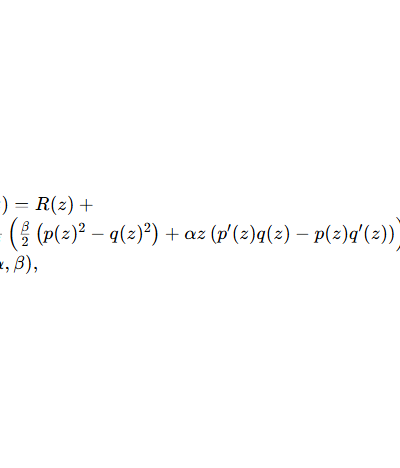 ) = R(z) +
(β/2 (p(z)² − q(z)²) + αz (p′(z)q(z) − p(z)q′(z)))
, β),